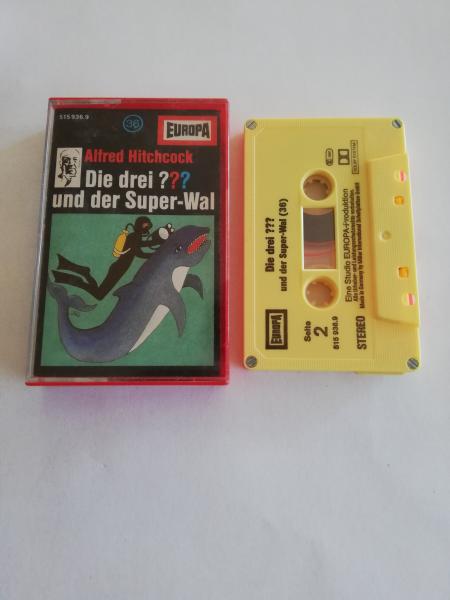 515 936.9
36
EUROPA
Alfred Hitchcock
Die drei ???
und der Super-Wal
Die drei ???
und der Super-Wal (36)
EUROPA
Seite
2
515 936.9
Eine Studio EUROPA-Produktion
STEREO